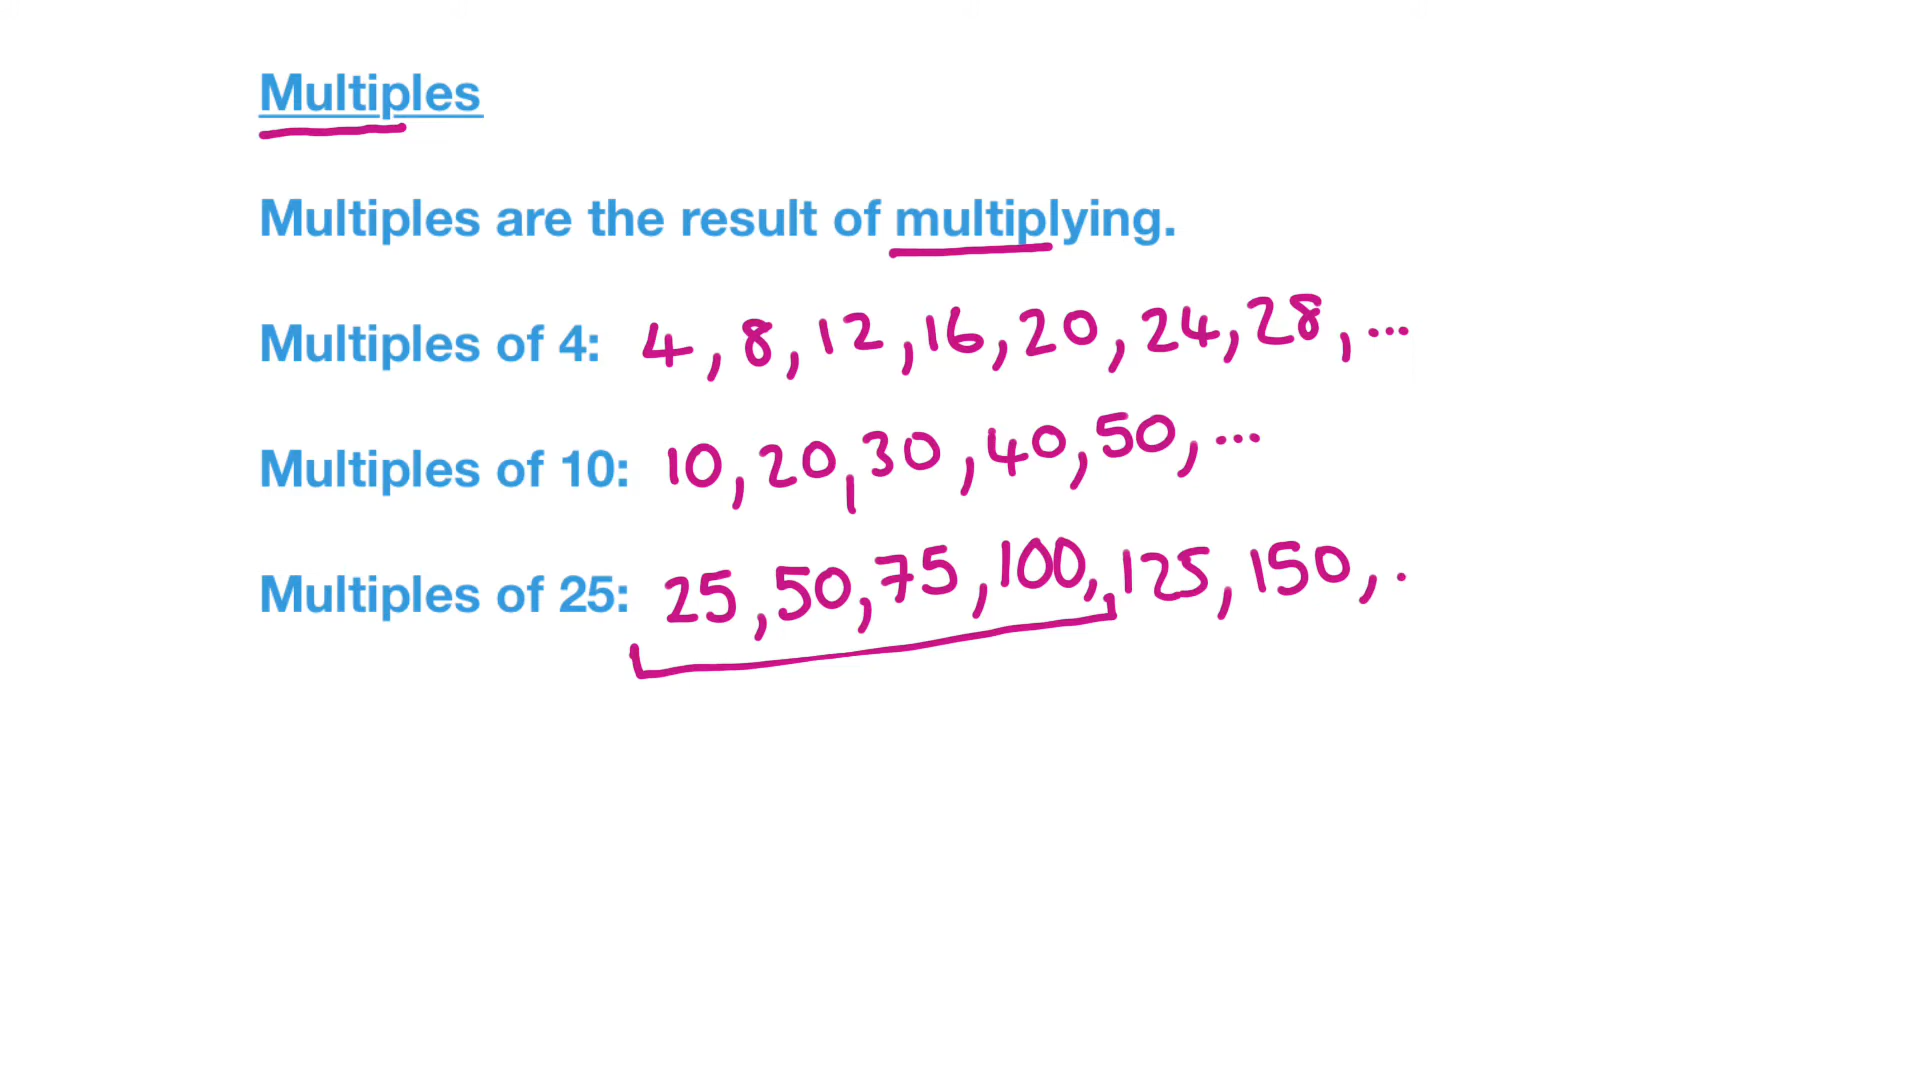 Multiples
Multiples are the result of multiplying.
Multiples of 4: 4, 8, 12, 16, 20, 24, 28, ...
Multiples of 10: 10, 20, 30, 40, 50, ...
Multiples of 25: 25, 50, 75, 100, 125, 150, .